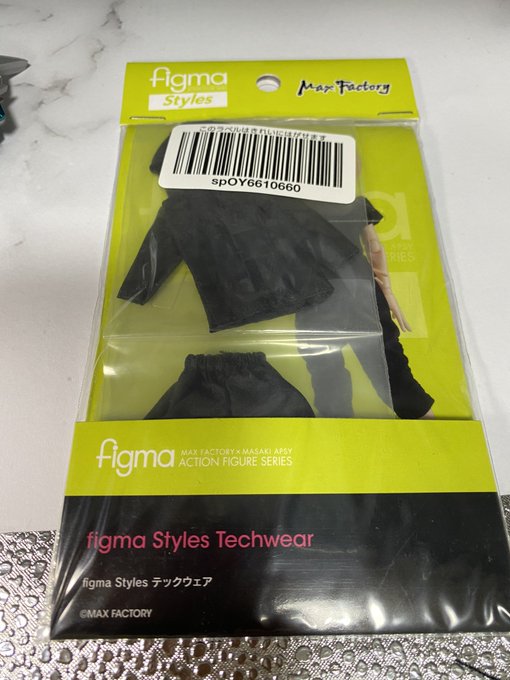 figma
Styles
Max Factory
このラベルはきれいにはがせます
spOY6610660
figma
MAX FACTORY×MASAKI APSY
ACTION FIGURE SERIES
figma Styles Techwear
figma Styles テックウェア
©MAX FACTORY